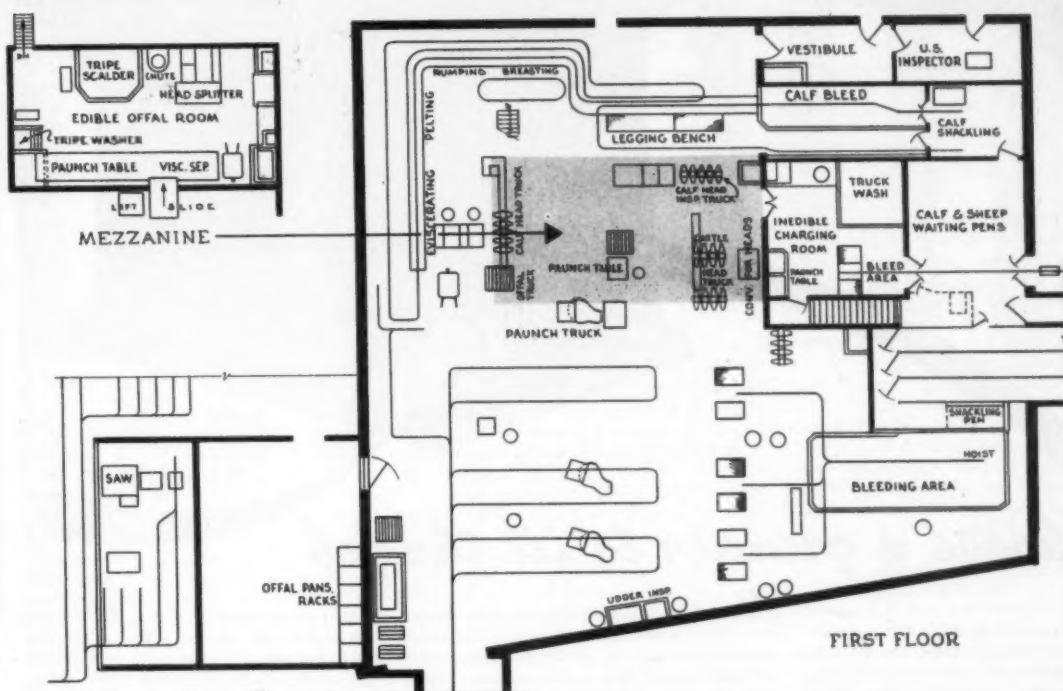 TRIPE
SCALDER
CHUTE
HEAD SPLITTER
EDIBLE OFFAL ROOM
TRIPE WASHER
PAUNCH TABLE
VISC. SEP.
LIFT
SLIDE
MEZZANINE
RUMPING
BREASTING
PELTING
EVISCERATING
VESTIBULE
U.S.
INSPECTOR
CALF BLEED
CALF
SHACKLING
LEGGING BENCH
CALF HEAD
INSP. TRUCK
CALF HEAD TRUCK
OFFAL
TRUCK
TRUCK
WASH
INEDIBLE
CHARGING
ROOM
CALF & SHEEP
WAITING PENS
PAUNCH TABLE
CATTLE
HEAD
TRUCK
CONV. FOR HEADS
PAUNCH
TABLE
BLEED
AREA
PAUNCH TRUCK
SHACKLING
PEN
HOIST
BLEEDING AREA
SAW
OFFAL PANS,
RACKS
UDDER INSP.
FIRST FLOOR